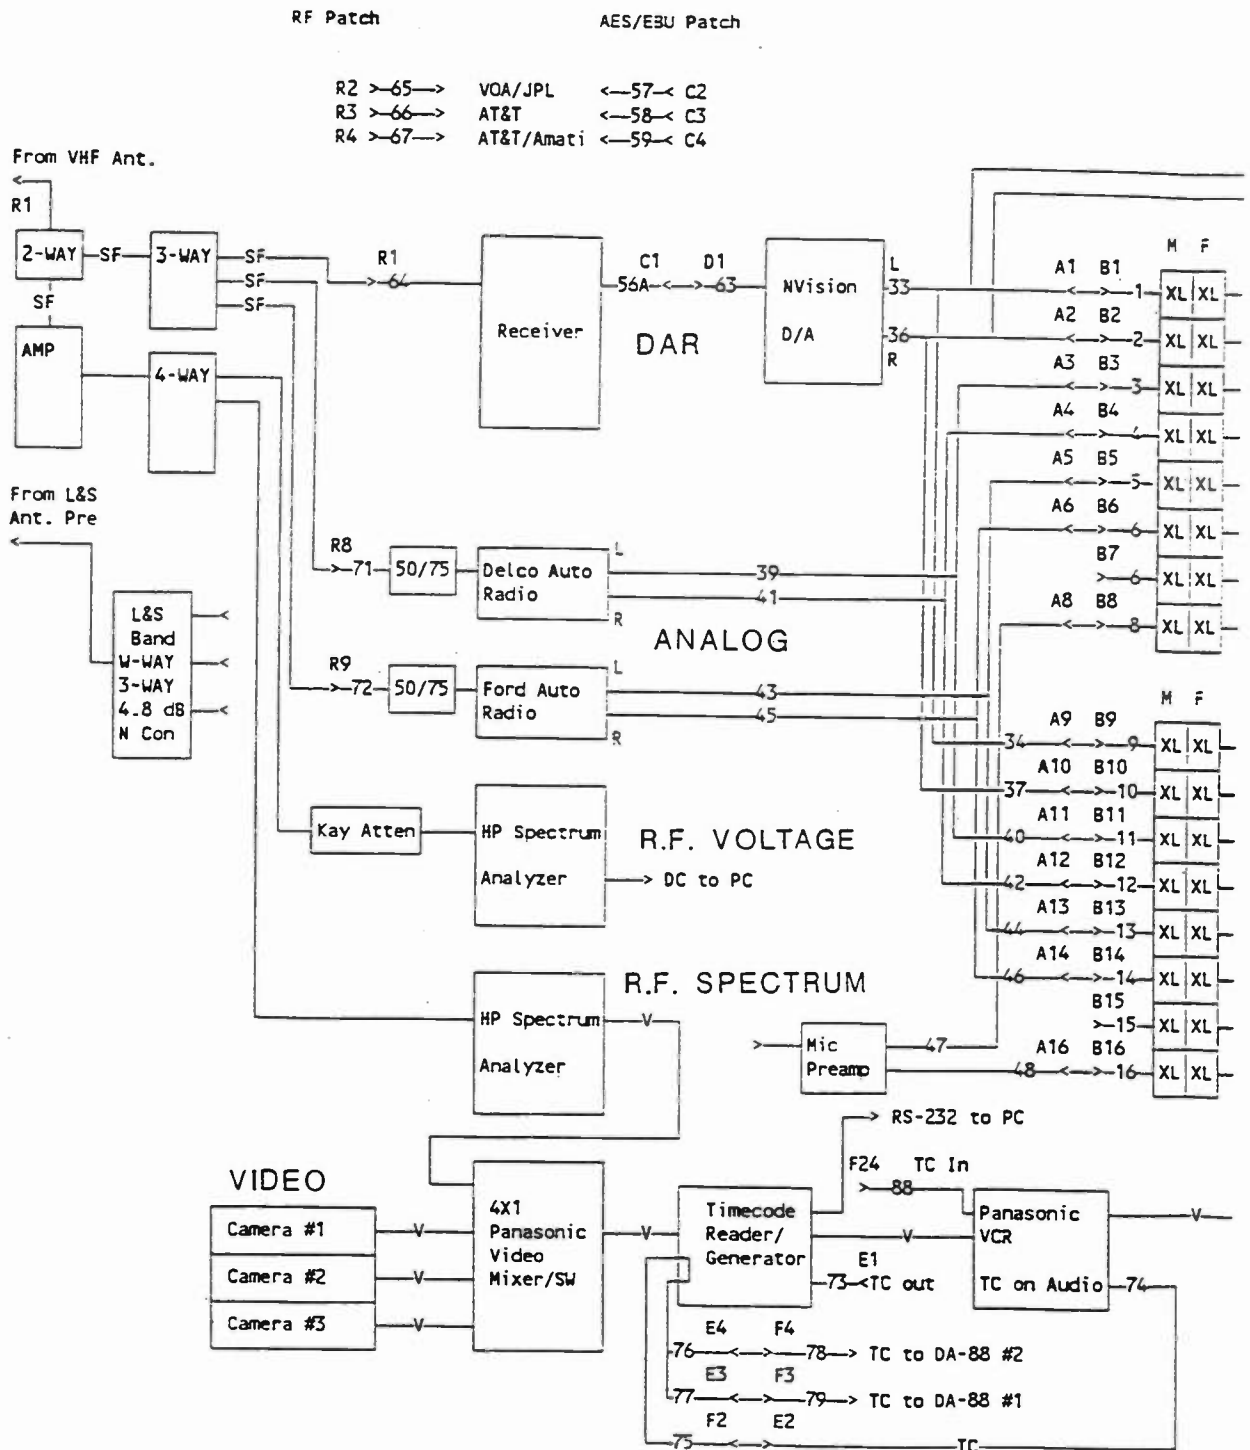 RF Patch AES/EBU Patch
R2 >—65—> VOA/JPL <—57—< C2
R3 >—66—> AT&T <—58—< C3
R4 >—67—> AT&T/Amati <—59—< C4
From VHF Ant.
R1
2-WAY
SF
3-WAY
SF
SF
SF
SF
AMP
4-WAY
R1
64
Receiver
C1 D1
56A 63
DAR
NVision
D/A
L
33
36
R
M F
A1 B1
1 XL XL
A2 B2
2 XL XL
A3 B3
3 XL XL
A4 B4
4 XL XL
A5 B5
5 XL XL
A6 B6
6 XL XL
B7
6 XL XL
A8 B8
8 XL XL
From L&S
Ant. Pre
L&S
Band
W-WAY
3-WAY
4.8 dB
N Con
R8
71
50/75
Delco Auto
Radio
L
39
41
R
ANALOG
R9
72
50/75
Ford Auto
Radio
L
43
45
R
M F
A9 B9
34 9 XL XL
A10 B10
37 10 XL XL
A11 B11
40 11 XL XL
A12 B12
42 12 XL XL
A13 B13
44 13 XL XL
A14 B14
46 14 XL XL
B15
15 XL XL
A16 B16
48 16 XL XL
Kay Atten
HP Spectrum
Analyzer
R.F. VOLTAGE
DC to PC
R.F. SPECTRUM
HP Spectrum
Analyzer
V
Mic
Preamp
47
RS-232 to PC
VIDEO
Camera #1
V
Camera #2
V
Camera #3
V
4X1
Panasonic
Video
Mixer/SW
V
Timecode
Reader/
Generator
F24 TC In
88
V
E1
73 TC out
Panasonic
VCR
TC on Audio
V
74
E4 F4
76 78 TC to DA-88 #2
E3 F3
77 79 TC to DA-88 #1
F2 E2
75 TC